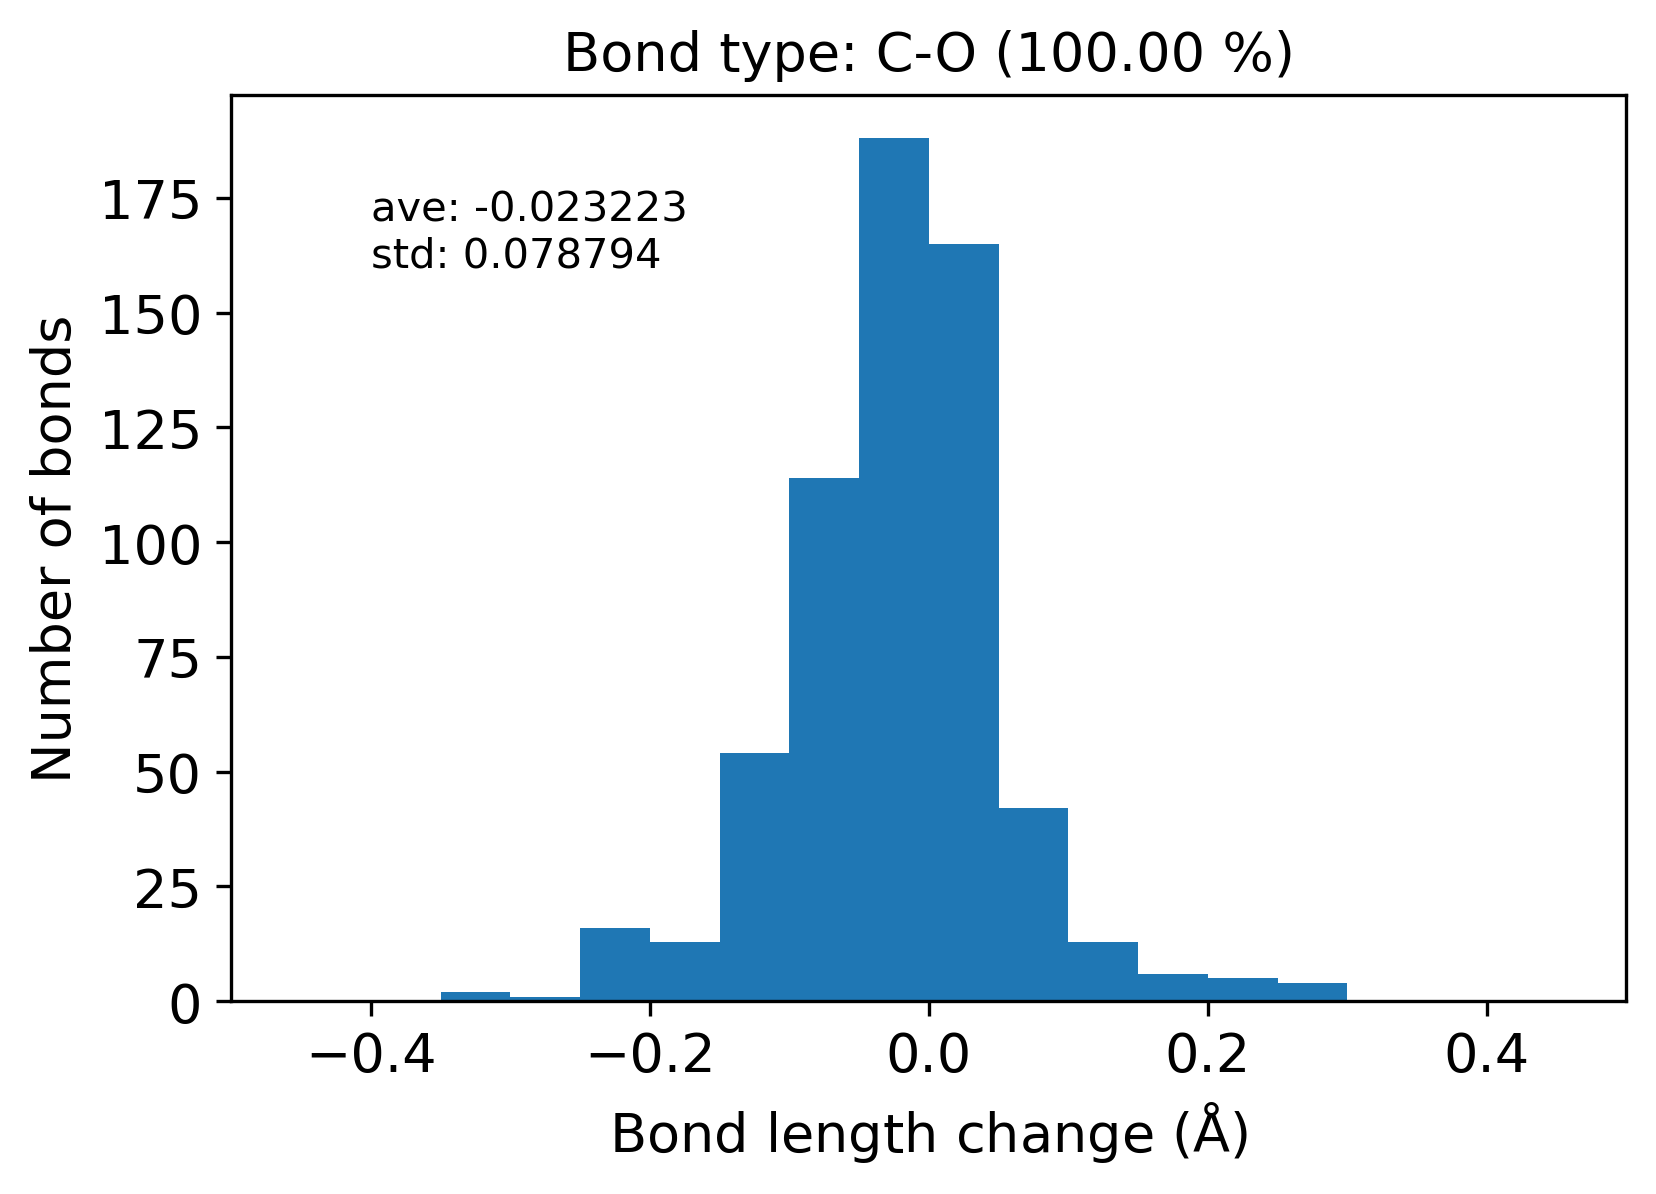 Bond type: C-O (100.00 %)
ave: -0.023223
std: 0.078794
Number of bonds
175
150
125
100
75
50
25
0
−0.4 −0.2 0.0 0.2 0.4
Bond length change (Å)